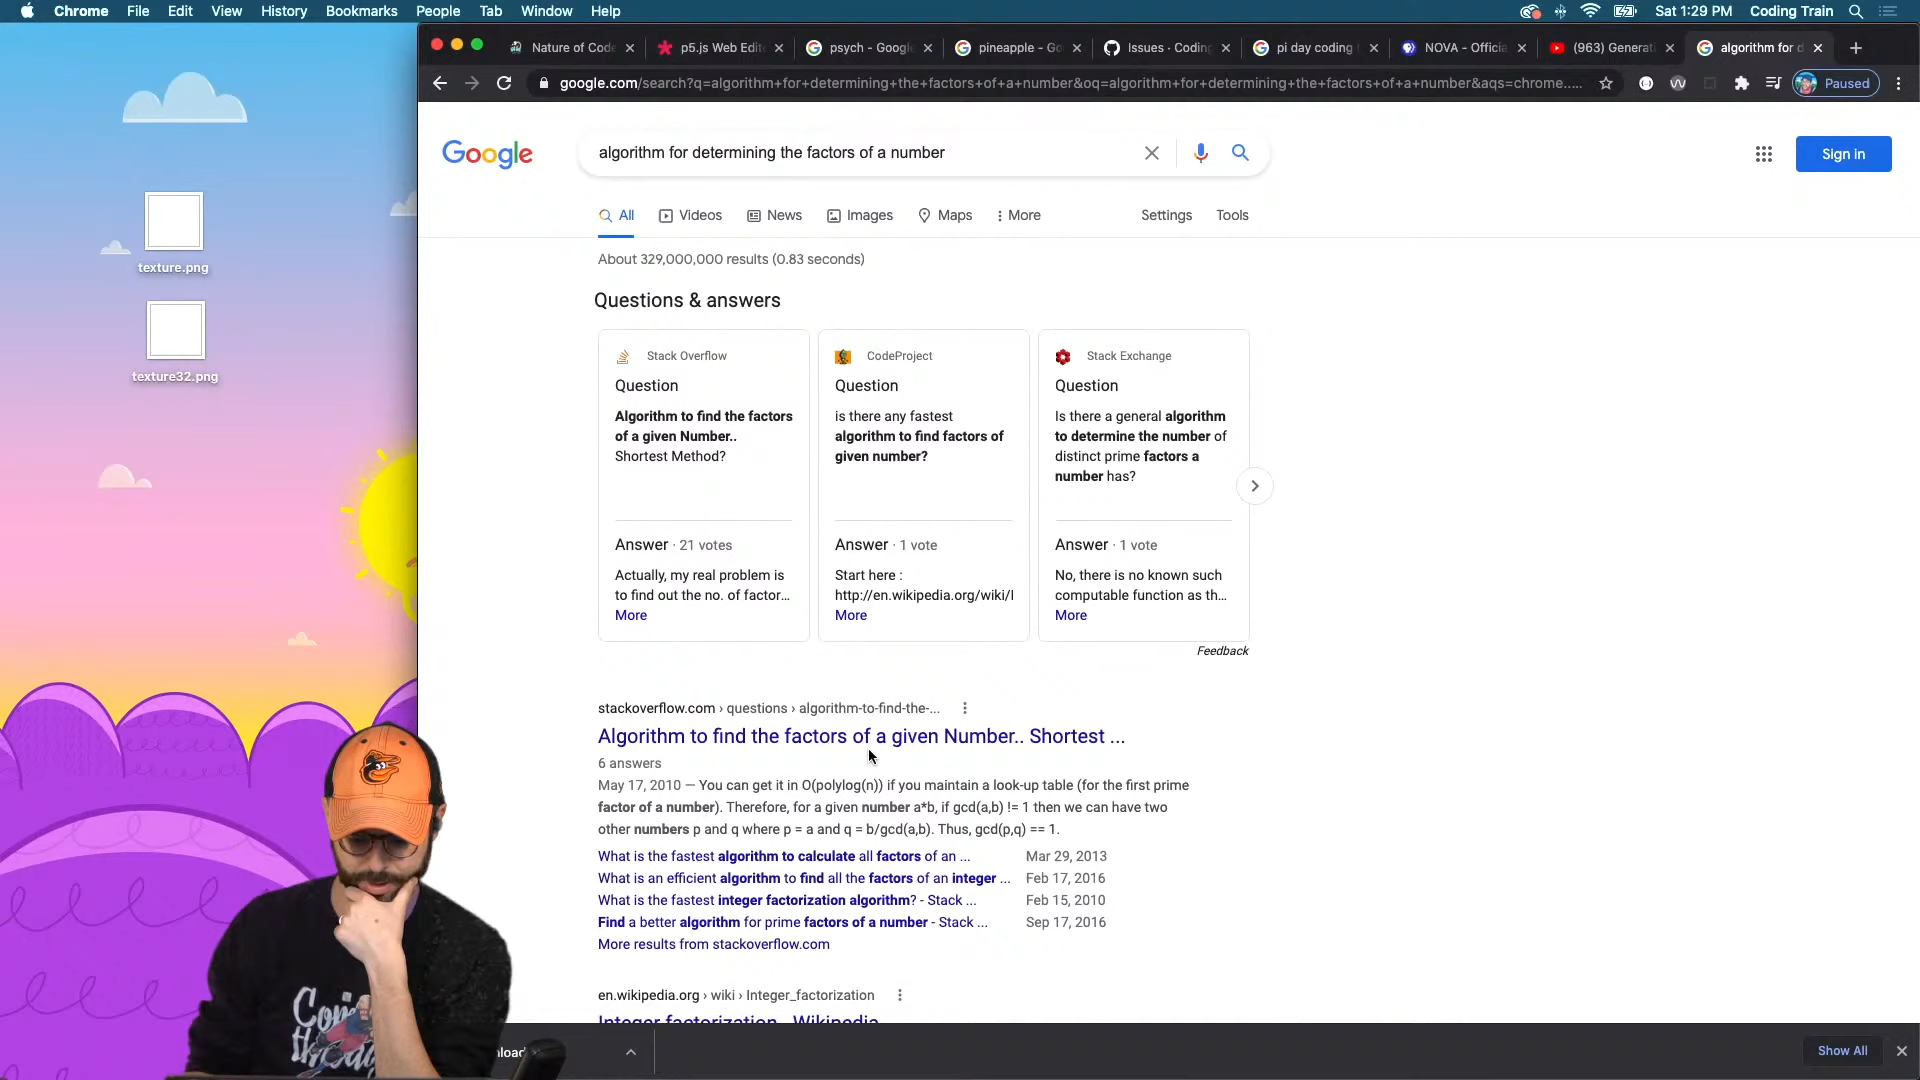 Chrome File Edit View History Bookmarks People Tab Window Help
Sat 1:29 PM Coding Train
Nature of Code
p5.js Web Edit
psych - Google
pineapple - Go
Issues · Coding
pi day coding
NOVA - Officia
(963) Generati
algorithm for d
google.com/search?q=algorithm+for+determining+the+factors+of+a+number&oq=algorithm+for+determining+the+factors+of+a+number&aqs=chrome.....
Paused
Google
algorithm for determining the factors of a number
Sign in
All Videos News Images Maps More Settings Tools
About 329,000,000 results (0.83 seconds)
Questions & answers
Stack Overflow
Question
Algorithm to find the factors
of a given Number..
Shortest Method?
Answer · 21 votes
Actually, my real problem is
to find out the no. of factor...
More
CodeProject
Question
is there any fastest
algorithm to find factors of
given number?
Answer · 1 vote
Start here :
http://en.wikipedia.org/wiki/I
More
Stack Exchange
Question
Is there a general algorithm
to determine the number of
distinct prime factors a
number has?
Answer · 1 vote
No, there is no known such
computable function as th...
More
Feedback
stackoverflow.com › questions › algorithm-to-find-the-...
Algorithm to find the factors of a given Number.. Shortest ...
6 answers
May 17, 2010 — You can get it in O(polylog(n)) if you maintain a look-up table (for the first prime
factor of a number). Therefore, for a given number a*b, if gcd(a,b) != 1 then we can have two
other numbers p and q where p = a and q = b/gcd(a,b). Thus, gcd(p,q) == 1.
What is the fastest algorithm to calculate all factors of an ... Mar 29, 2013
What is an efficient algorithm to find all the factors of an integer ... Feb 17, 2016
What is the fastest integer factorization algorithm? - Stack ... Feb 15, 2010
Find a better algorithm for prime factors of a number - Stack ... Sep 17, 2016
More results from stackoverflow.com
en.wikipedia.org › wiki › Integer_factorization
Integer factorization - Wikipedia
Show All
texture.png
texture32.png